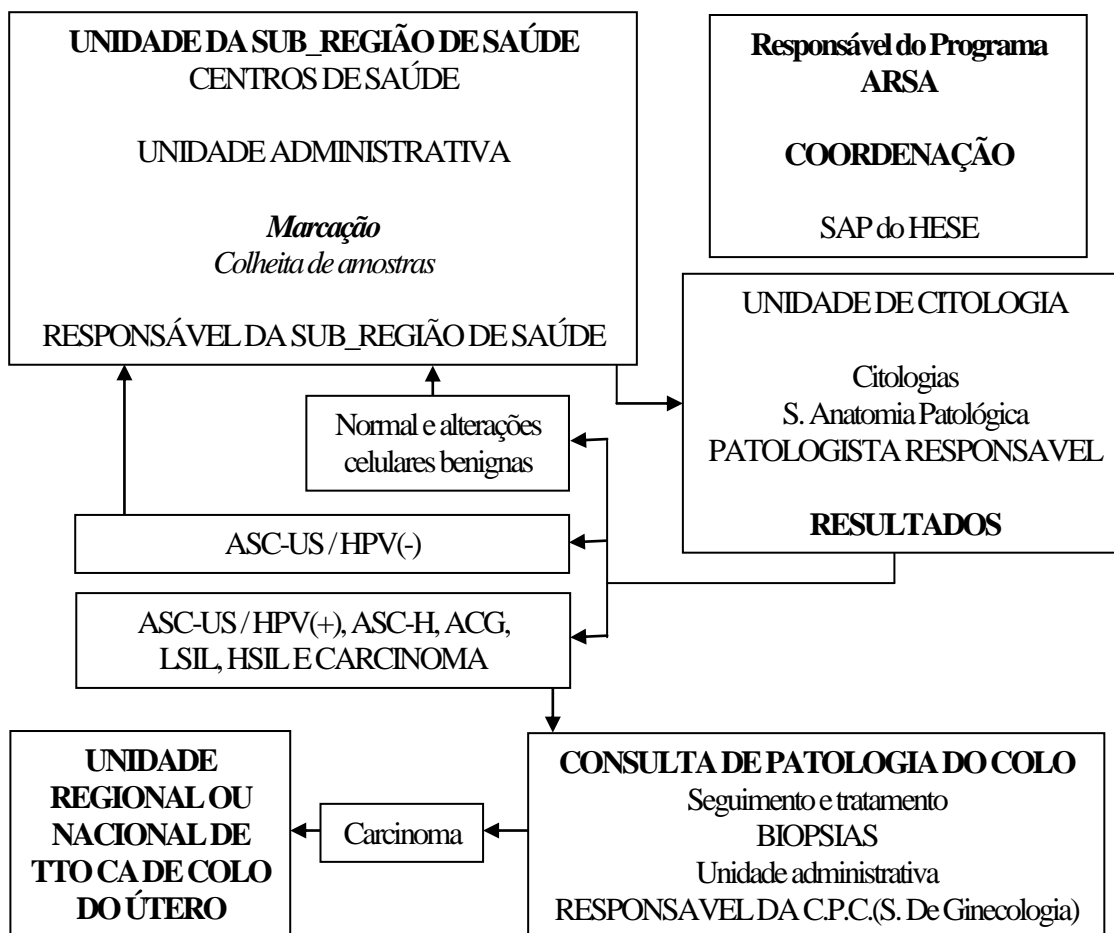 UNIDADE DA SUB_REGIÃO DE SAÚDE
CENTROS DE SAÚDE
UNIDADE ADMINISTRATIVA
Marcação
Colheita de amostras
RESPONSÁVEL DA SUB_REGIÃO DE SAÚDE
Responsável do Programa
ARSA
COORDENAÇÃO
SAP do HESE
UNIDADE DE CITOLOGIA
Citologias
S. Anatomia Patológica
PATOLOGISTA RESPONSAVEL
RESULTADOS
Normal e alterações
celulares benignas
ASC-US / HPV(-)
ASC-US / HPV(+), ASC-H, ACG,
LSIL, HSIL E CARCINOMA
CONSULTA DE PATOLOGIA DO COLO
Seguimento e tratamento
BIOPSIAS
Unidade administrativa
RESPONSAVEL DA C.P.C.(S. De Ginecologia)
Carcinoma
UNIDADE
REGIONAL OU
NACIONAL DE
TTO CA DE COLO
DO ÚTERO